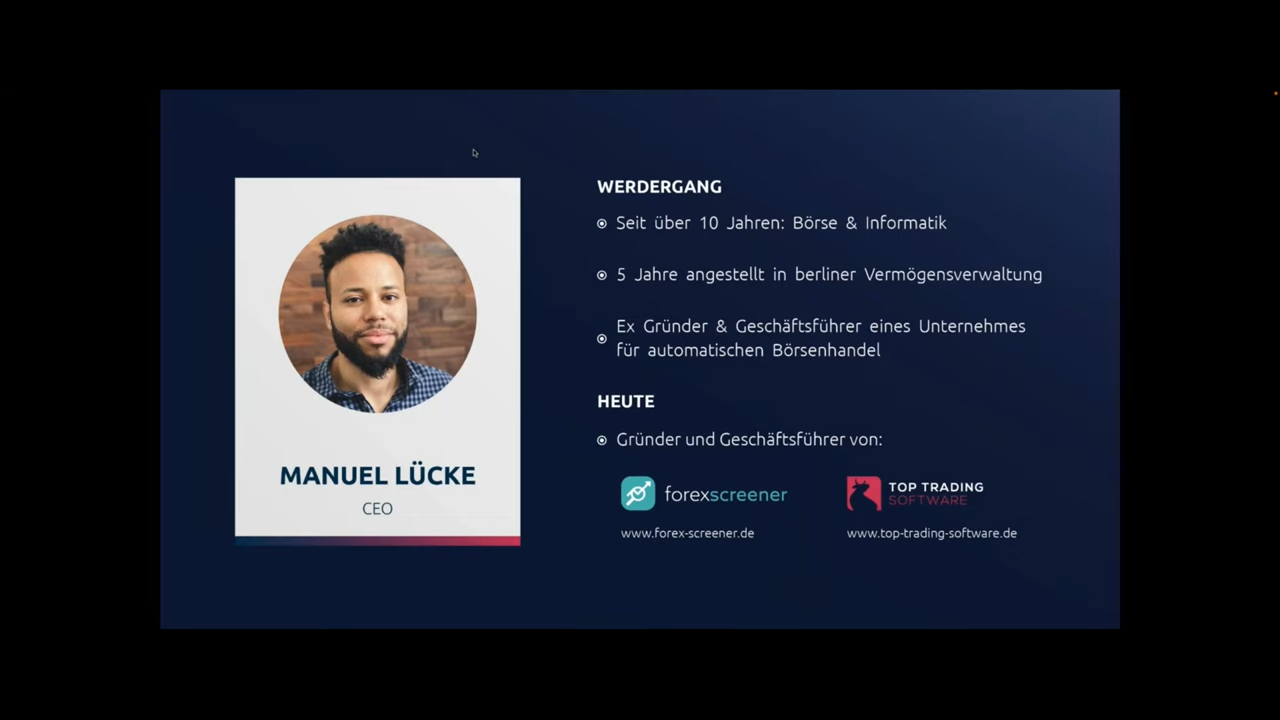 MANUEL LÜCKE
CEO
WERDERGANG
Seit über 10 Jahren: Börse & Informatik
5 Jahre angestellt in berliner Vermögensverwaltung
Ex Gründer & Geschäftsführer eines Unternehmes
für automatischen Börsenhandel
HEUTE
Gründer und Geschäftsführer von:
forexscreener
www.forex-screener.de
TOP TRADING
SOFTWARE
www.top-trading-software.de